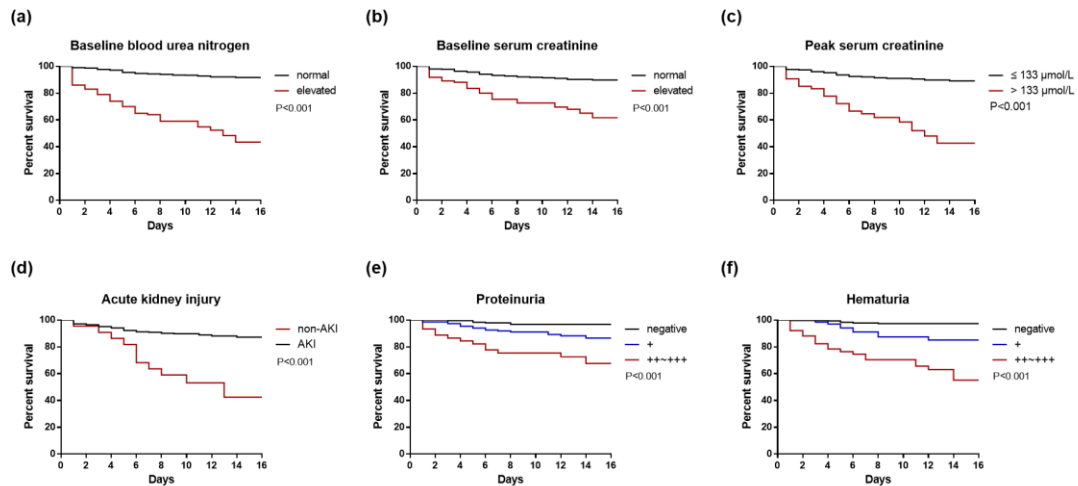 (a)
Baseline blood urea nitrogen
Percent survival
100
80
60
40
20
0
0 2 4 6 8 10 12 14 16
Days
normal
elevated
P<0.001
(b)
Baseline serum creatinine
Percent survival
100
80
60
40
20
0
0 2 4 6 8 10 12 14 16
Days
normal
elevated
P<0.001
(c)
Peak serum creatinine
Percent survival
100
80
60
40
20
0
0 2 4 6 8 10 12 14 16
Days
≤ 133 μmol/L
> 133 μmol/L
P<0.001
(d)
Acute kidney injury
Percent survival
100
80
60
40
20
0
0 2 4 6 8 10 12 14 16
Days
non-AKI
AKI
P<0.001
(e)
Proteinuria
Percent survival
100
80
60
40
20
0
0 2 4 6 8 10 12 14 16
Days
negative
+
++~+++
P<0.001
(f)
Hematuria
Percent survival
100
80
60
40
20
0
0 2 4 6 8 10 12 14 16
Days
negative
+
++~+++
P<0.001